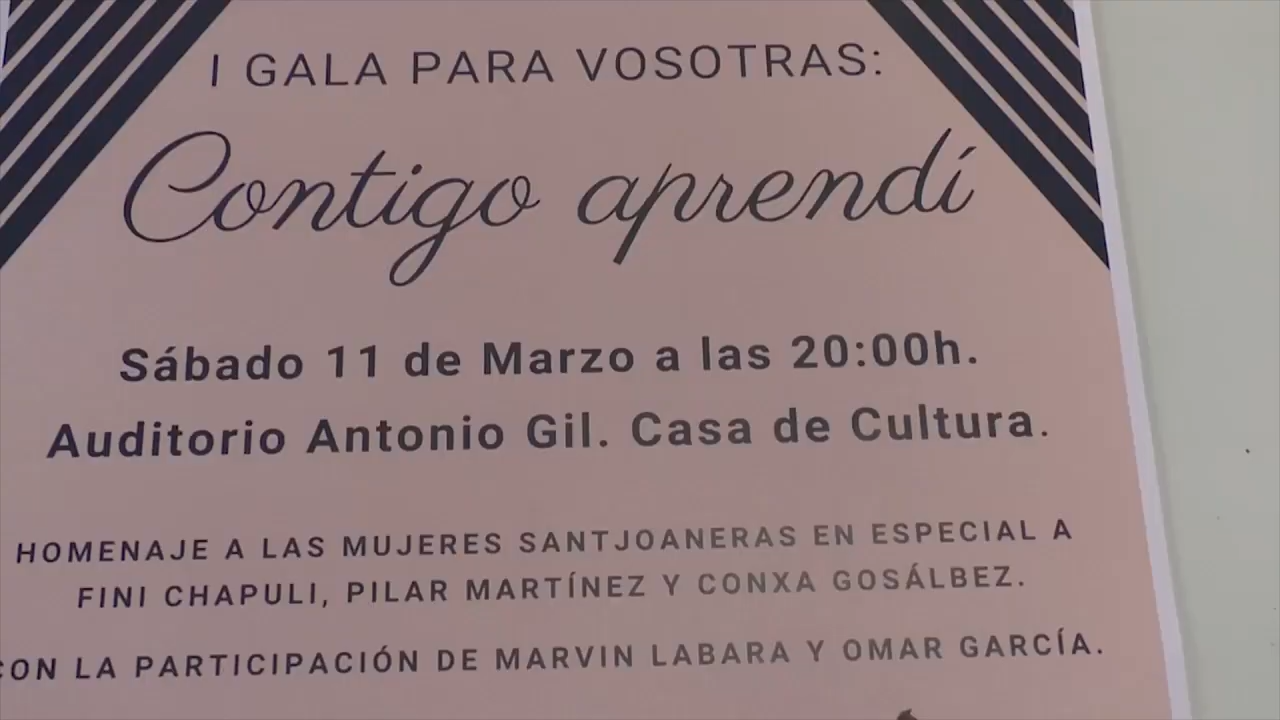 I GALA PARA VOSOTRAS:
Contigo aprendí
Sábado 11 de Marzo a las 20:00h.
Auditorio Antonio Gil. Casa de Cultura.
HOMENAJE A LAS MUJERES SANTJOANERAS EN ESPECIAL A
FINI CHAPULI, PILAR MARTÍNEZ Y CONXA GOSÁLBEZ.
CON LA PARTICIPACIÓN DE MARVIN LABARA Y OMAR GARCÍA.